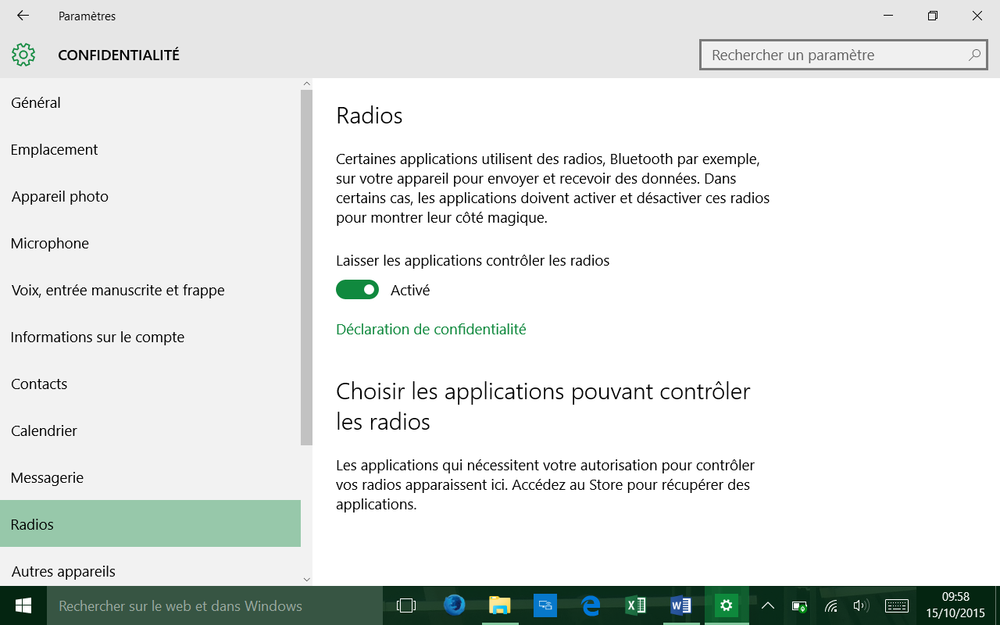 Paramètres
CONFIDENTIALITÉ
Rechercher un paramètre
Général
Emplacement
Appareil photo
Microphone
Voix, entrée manuscrite et frappe
Informations sur le compte
Contacts
Calendrier
Messagerie
Radios
Autres appareils
Radios
Certaines applications utilisent des radios, Bluetooth par exemple,
sur votre appareil pour envoyer et recevoir des données. Dans
certains cas, les applications doivent activer et désactiver ces radios
pour montrer leur côté magique.
Laisser les applications contrôler les radios
Activé
Déclaration de confidentialité
Choisir les applications pouvant contrôler
les radios
Les applications qui nécessitent votre autorisation pour contrôler
vos radios apparaissent ici. Accédez au Store pour récupérer des
applications.
Rechercher sur le web et dans Windows
09:58
15/10/2015